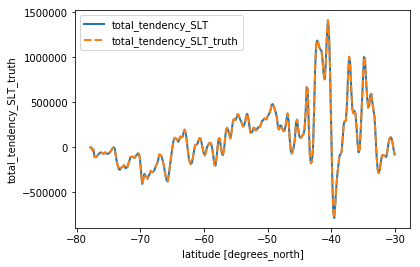 total_tendency_SLT
total_tendency_SLT_truth
total_tendency_SLT_truth
1500000
1000000
500000
0
−500000
−80
−70
−60
−50
−40
−30
latitude [degrees_north]